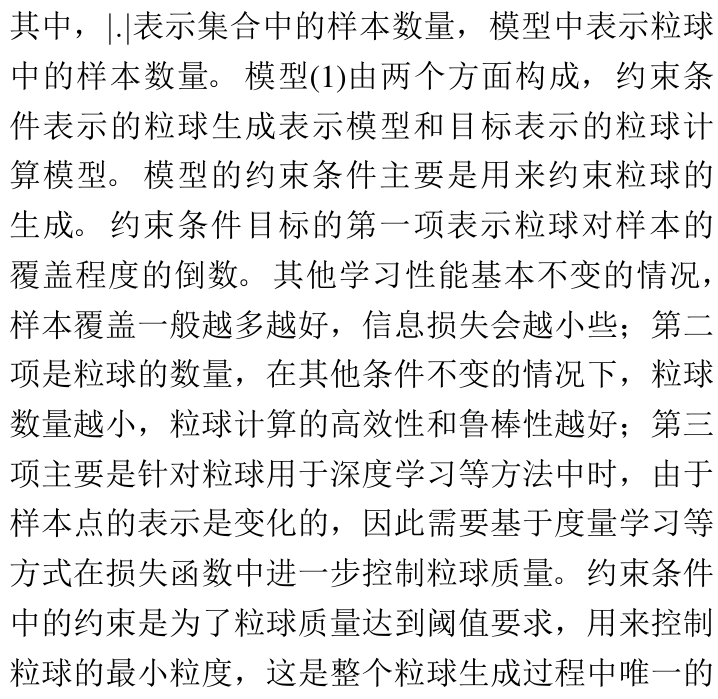 其中，|.|表示集合中的样本数量，模型中表示粒球
中的样本数量。模型(1)由两个方面构成，约束条
件表示的粒球生成表示模型和目标表示的粒球计
算模型。模型的约束条件主要是用来约束粒球的
生成。约束条件目标的第一项表示粒球对样本的
覆盖程度的倒数。其他学习性能基本不变的情况，
样本覆盖一般越多越好，信息损失会越小些；第二
项是粒球的数量，在其他条件不变的情况下，粒球
数量越小，粒球计算的高效性和鲁棒性越好；第三
项主要是针对粒球用于深度学习等方法中时，由于
样本点的表示是变化的，因此需要基于度量学习等
方式在损失函数中进一步控制粒球质量。约束条件
中的约束是为了粒球质量达到阈值要求，用来控制
粒球的最小粒度，这是整个粒球生成过程中唯一的